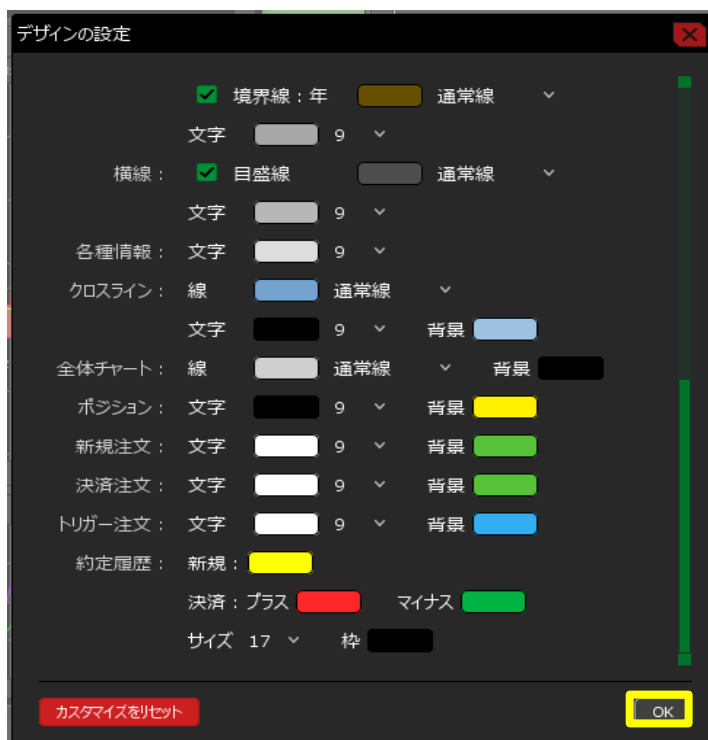 デザインの設定
境界線：年 通常線
文字 9
横線： 目盛線 通常線
文字 9
各種情報： 文字 9
クロスライン： 線 通常線
文字 9 背景
全体チャート： 線 通常線 背景
ポジション： 文字 9 背景
新規注文： 文字 9 背景
決済注文： 文字 9 背景
トリガー注文： 文字 9 背景
約定履歴： 新規：
決済：プラス マイナス
サイズ 17 枠
カスタマイズをリセット OK